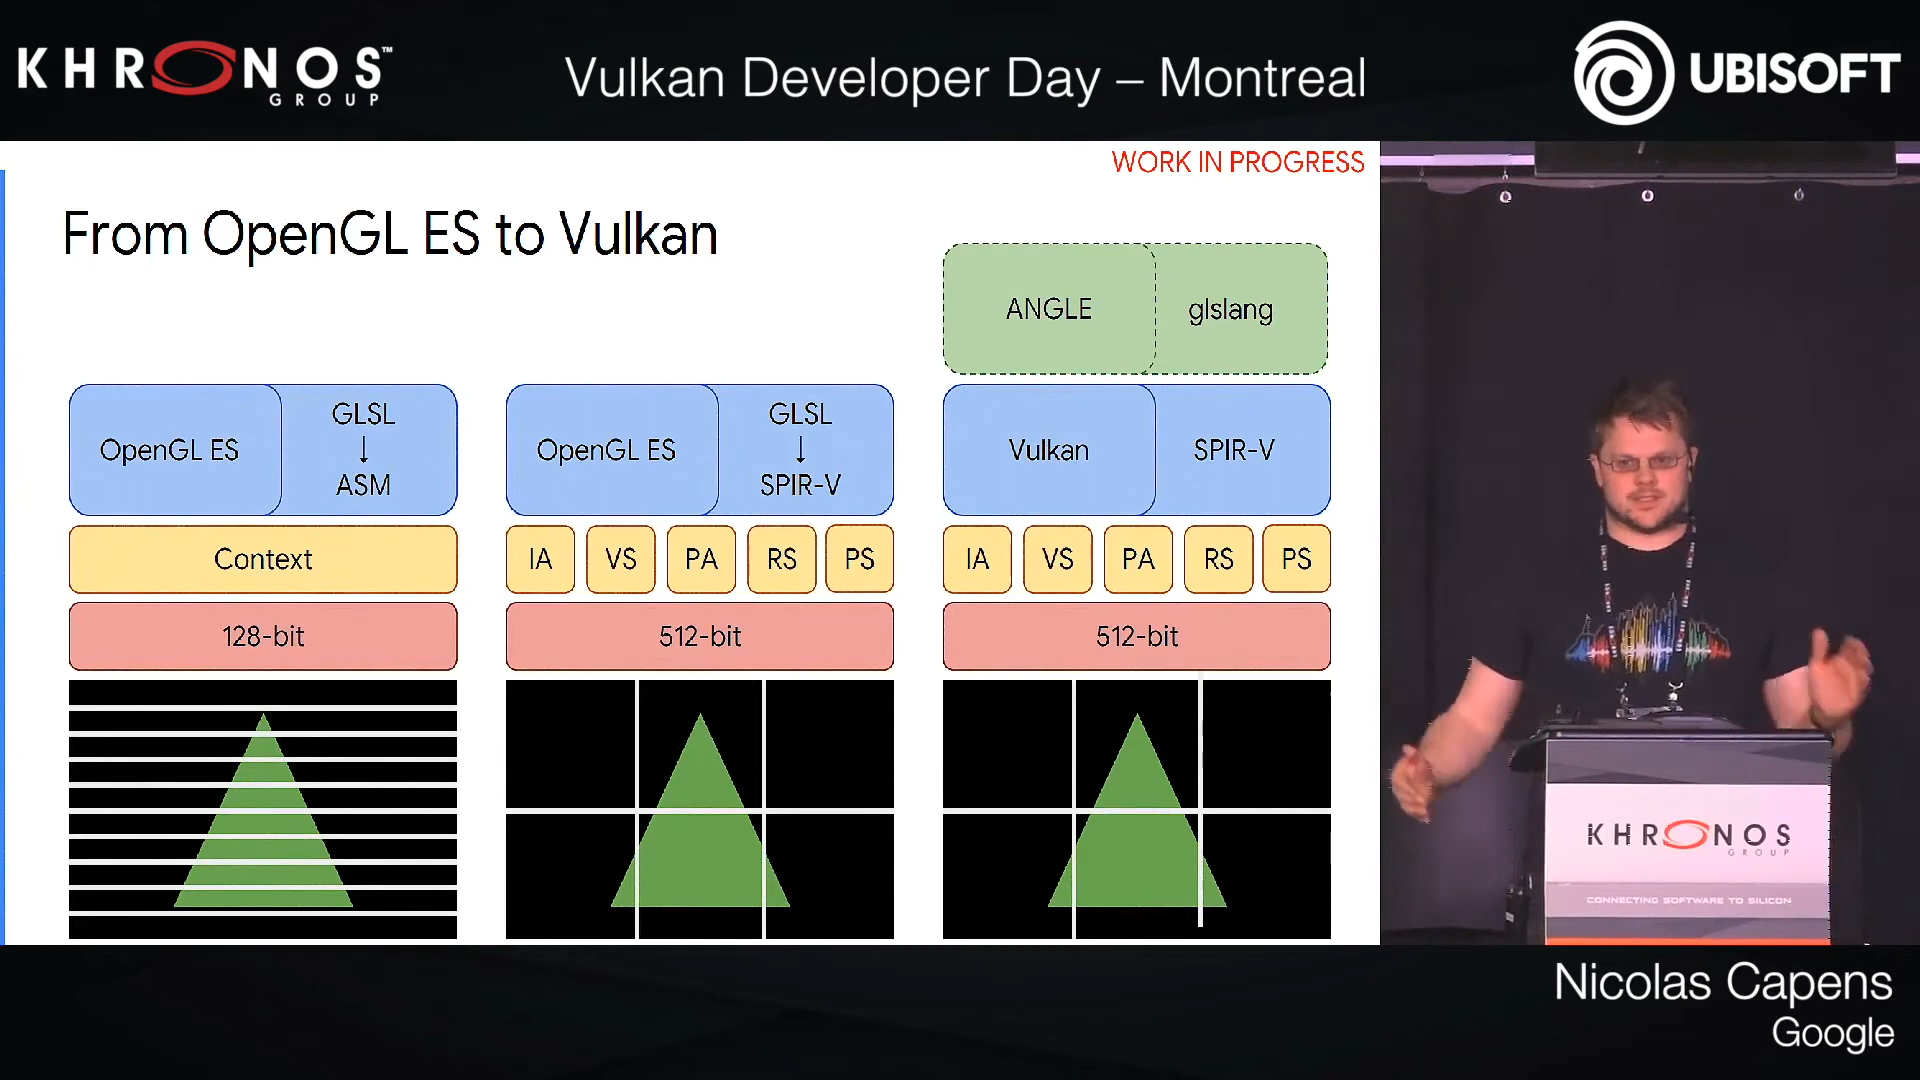 KHRONOS™
GROUP
Vulkan Developer Day – Montreal
UBISOFT
WORK IN PROGRESS
From OpenGL ES to Vulkan
ANGLE
glslang
OpenGL ES
GLSL
↓
ASM
OpenGL ES
GLSL
↓
SPIR-V
Vulkan
SPIR-V
Context
IA
VS
PA
RS
PS
IA
VS
PA
RS
PS
128-bit
512-bit
512-bit
KHRONOS
GROUP
CONNECTING SOFTWARE TO SILICON
Nicolas Capens
Google